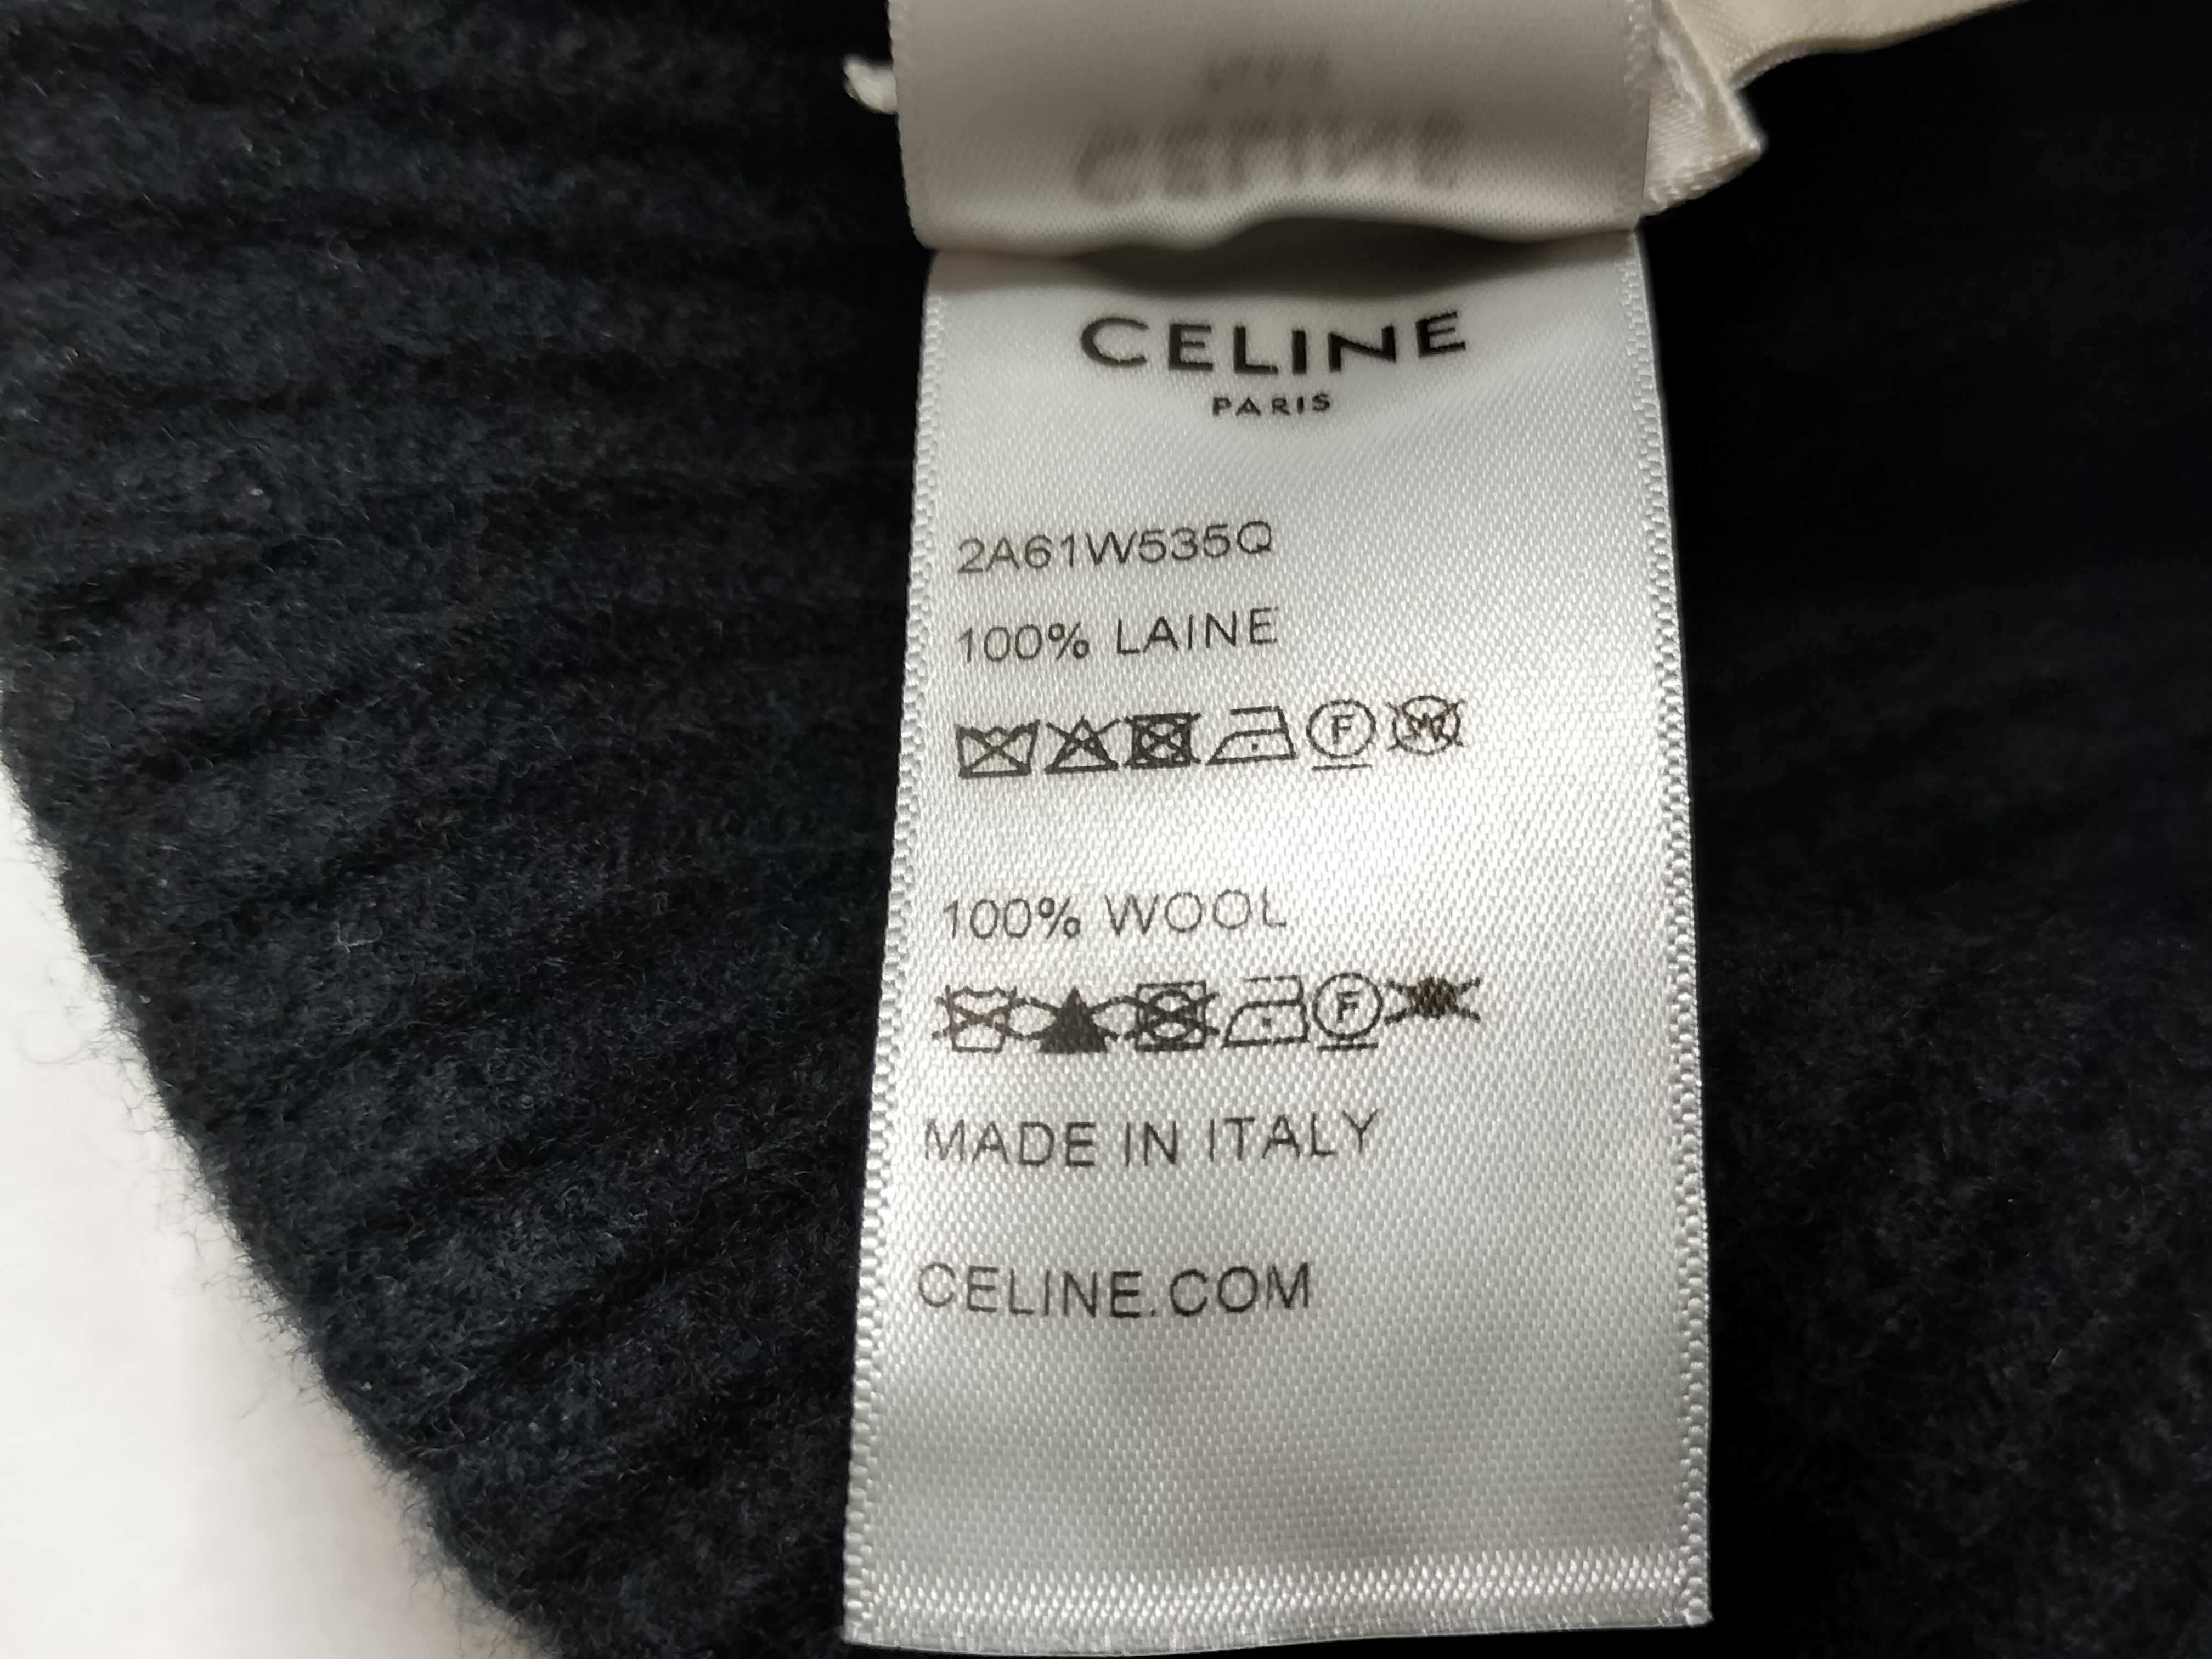 CELINE
PARIS
2A61W535Q
100% LAINE
F W
100% WOOL
F
MADE IN ITALY
CELINE.COM